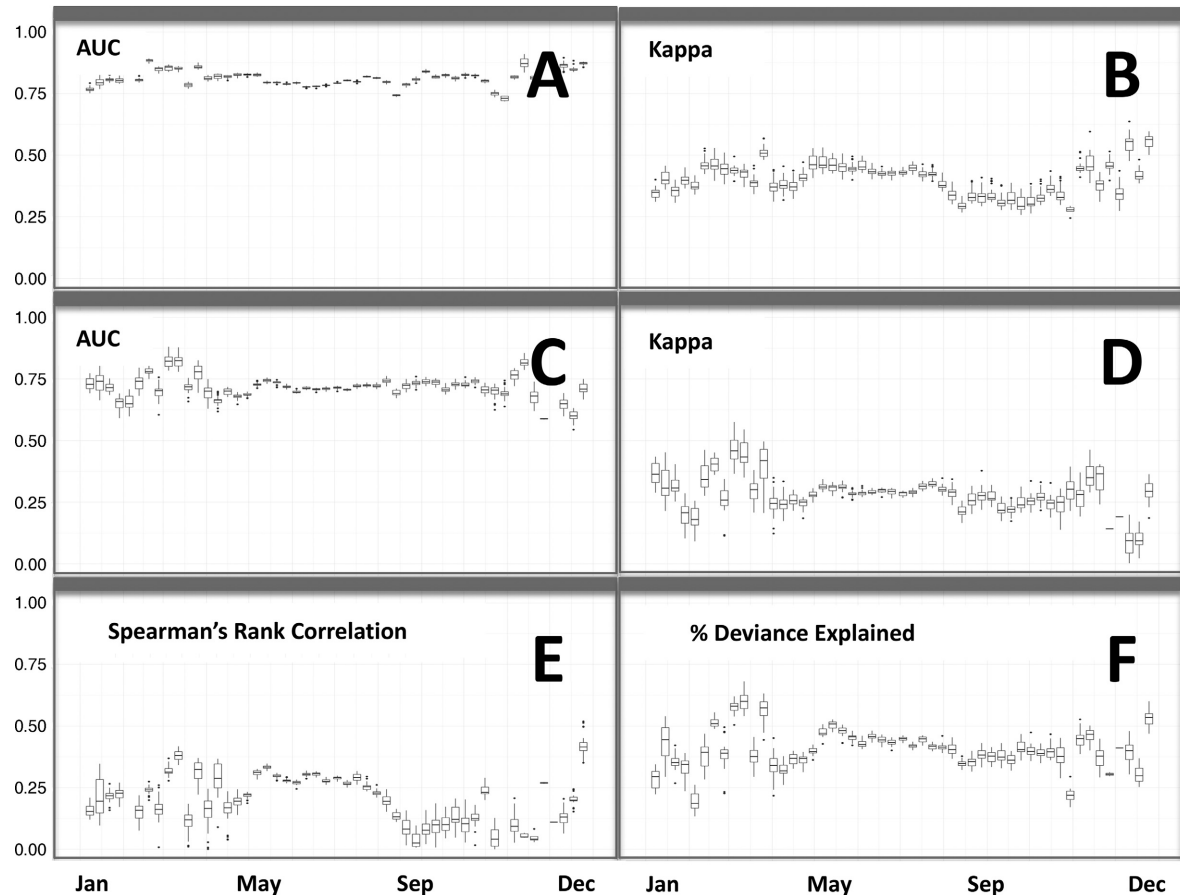 1.00
AUC
A
0.75
0.50
0.25
0.00
Kappa
B
1.00
AUC
C
0.75
0.50
0.25
0.00
Kappa
D
1.00
Spearman's Rank Correlation
E
0.75
0.50
0.25
0.00
% Deviance Explained
F
Jan May Sep Dec
Jan May Sep Dec